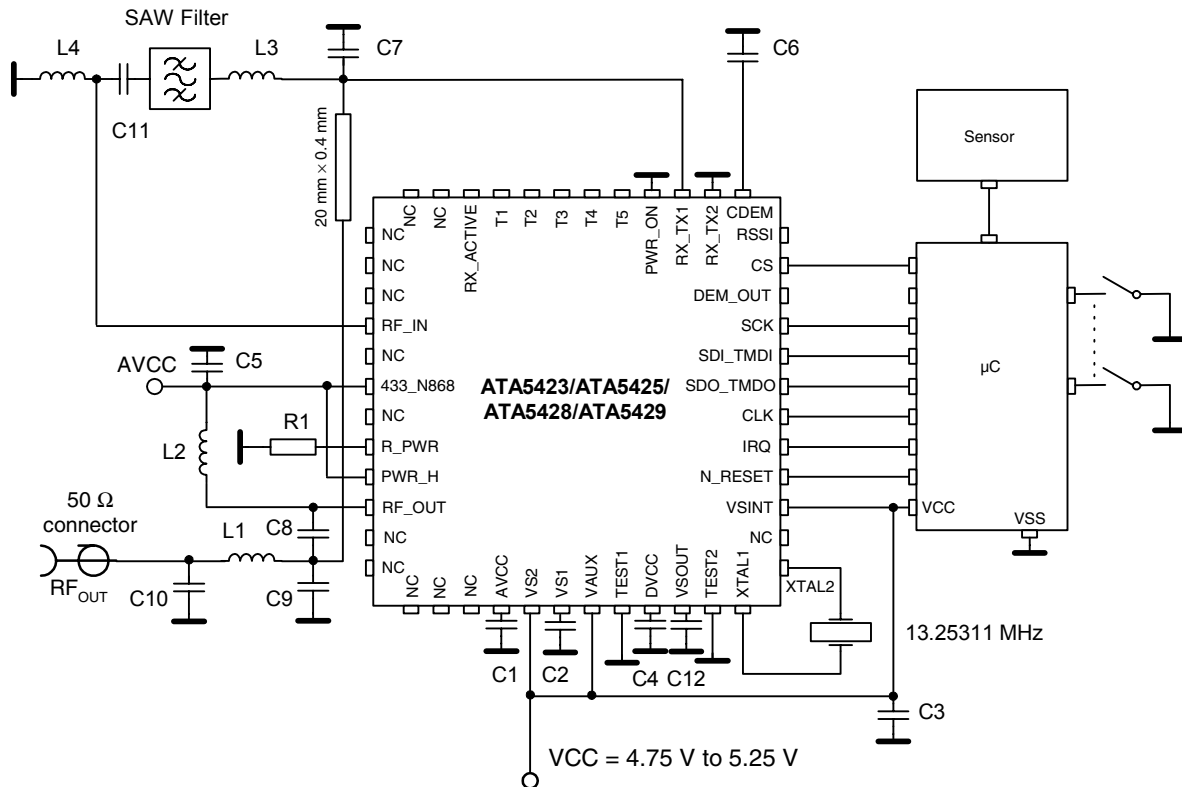 SAW Filter
L4
L3
C7
C6
C11
20 mm × 0.4 mm
Sensor
NC
NC
RX_ACTIVE
T1
T2
T3
T4
T5
PWR_ON
RX_TX1
RX_TX2
CDEM
NC
NC
NC
RF_IN
NC
433_N868
NC
R_PWR
PWR_H
RF_OUT
NC
NC
RSSI
CS
DEM_OUT
SCK
SDI_TMDI
SDO_TMDO
CLK
IRQ
N_RESET
VSINT
NC
XTAL2
ATA5423/ATA5425/
ATA5428/ATA5429
µC
VCC
VSS
AVCC
C5
L2
R1
50 Ω
connector
RF_OUT
L1
C8
C10
C9
NC
NC
NC
AVCC
VS2
VS1
VAUX
TEST1
DVCC
VSOUT
TEST2
XTAL1
13.25311 MHz
C1
C2
C4
C12
C3
VCC = 4.75 V to 5.25 V